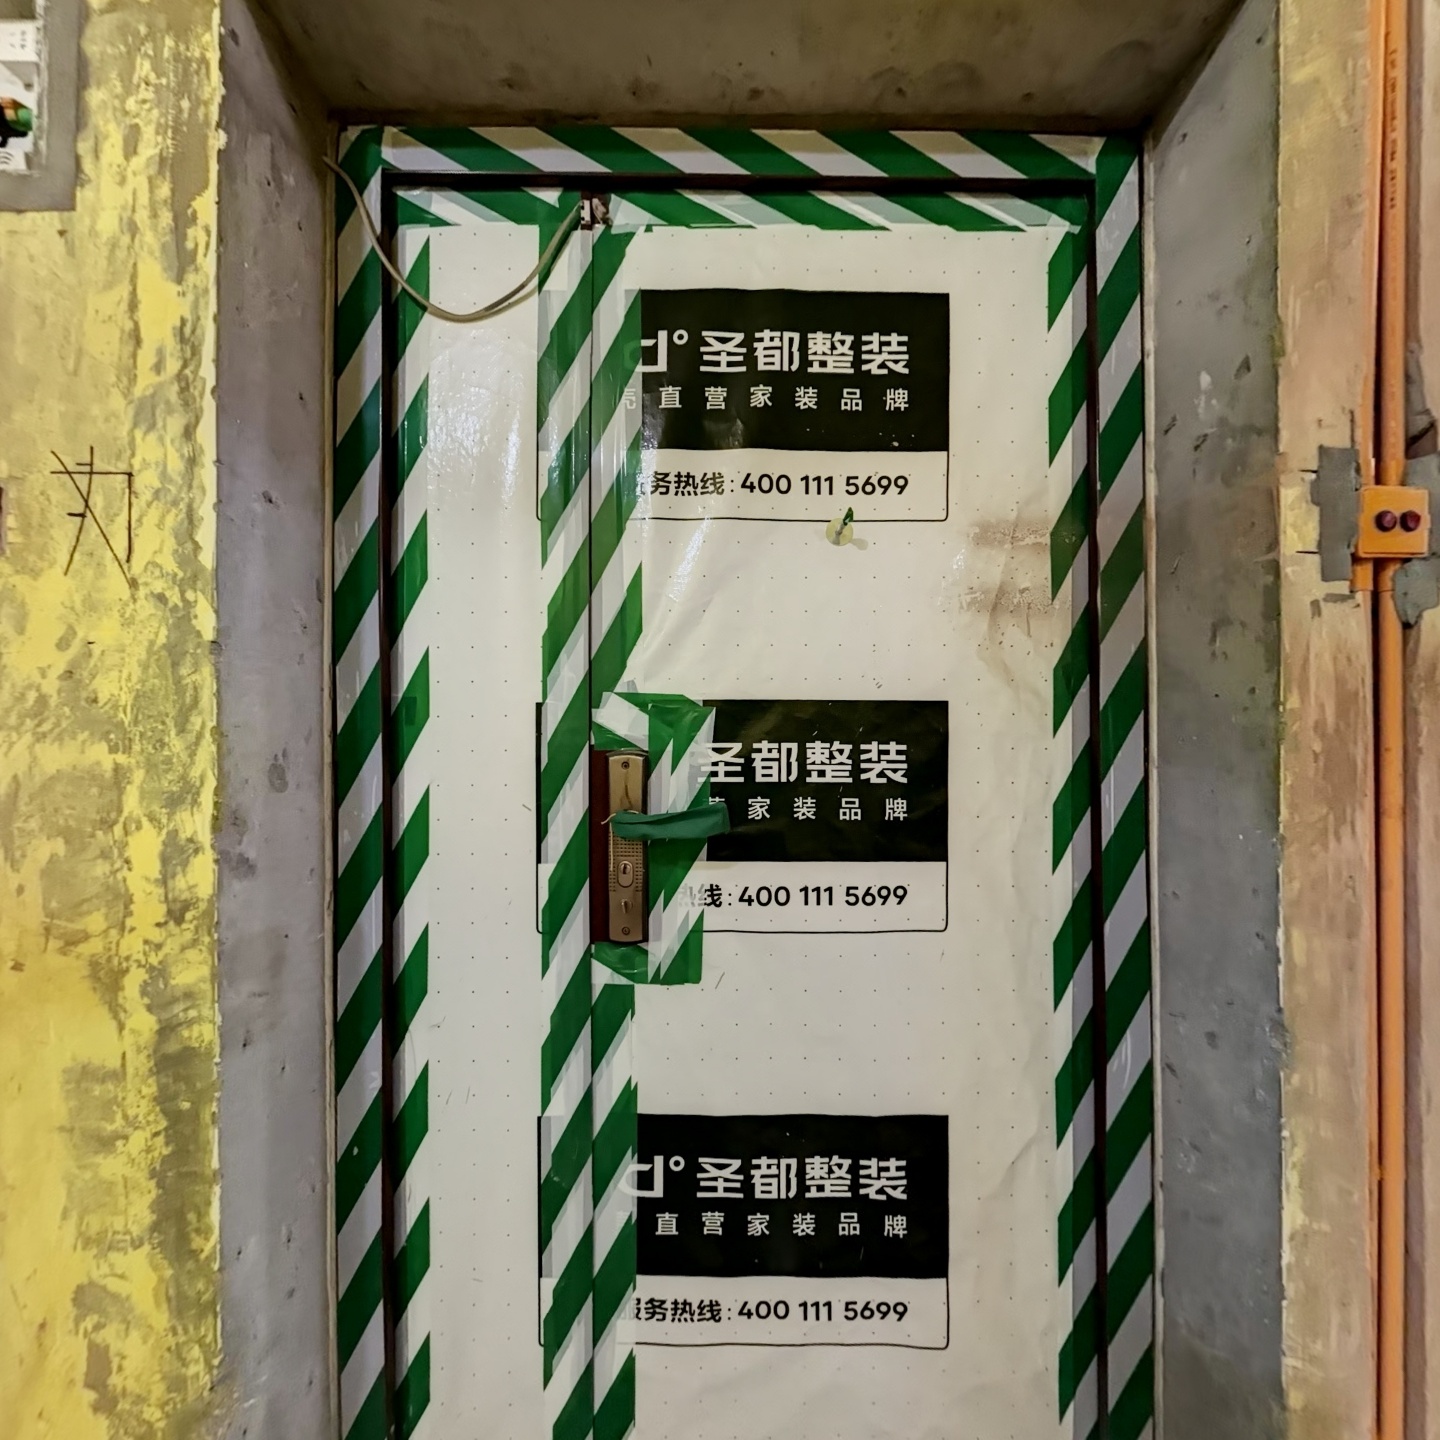 d° 圣都整装
直营家装品牌
务热线:400 111 5699
圣都整装
家装品牌
热线:400 111 5699
d° 圣都整装
直营家装品牌
服务热线:400 111 5699